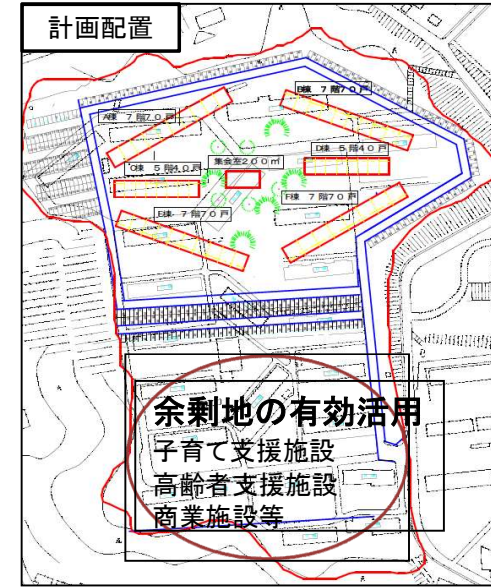 計画配置
A棟 7階70戸
B棟 7階70戸
C棟 5階40戸
集会室200㎡
D棟 5階40戸
E棟 7階70戸
F棟 7階70戸
余剰地の有効活用
子育て支援施設
高齢者支援施設
商業施設等